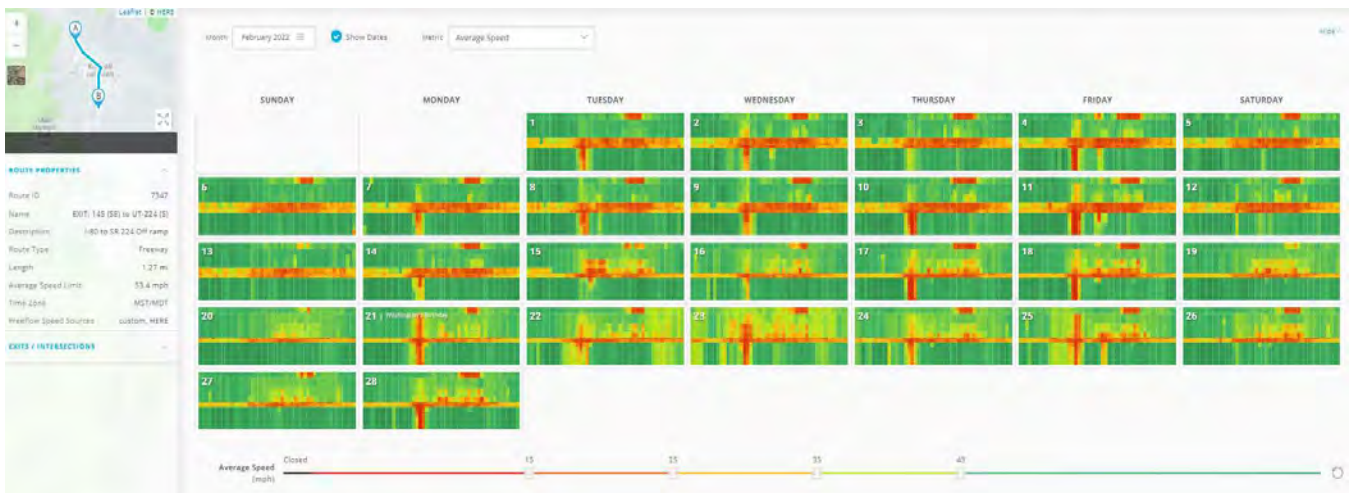 Leaflet | © HERE
A
B
Month
February 2022
Show Dates
Metric
Average Speed
Hide
SUNDAY MONDAY TUESDAY WEDNESDAY THURSDAY FRIDAY SATURDAY
1 2 3 4 5
6 7 8 9 10 11 12
13 14 15 16 17 18 19
20 21 22 23 24 25 26
27 28
ROUTE PROPERTIES
Route ID 7347
Name EXIT: 145 (SB) to UT-224 (S)
Description I-80 to SR 224 Off ramp
Route Type Freeway
Length 1.27 mi
Average Speed Limit 53.4 mph
Time Zone MST/MDT
Freeflow Speed Sources custom, HERE
EXITS / INTERSECTIONS
Closed 15 25 35 45
Average Speed
(mph)